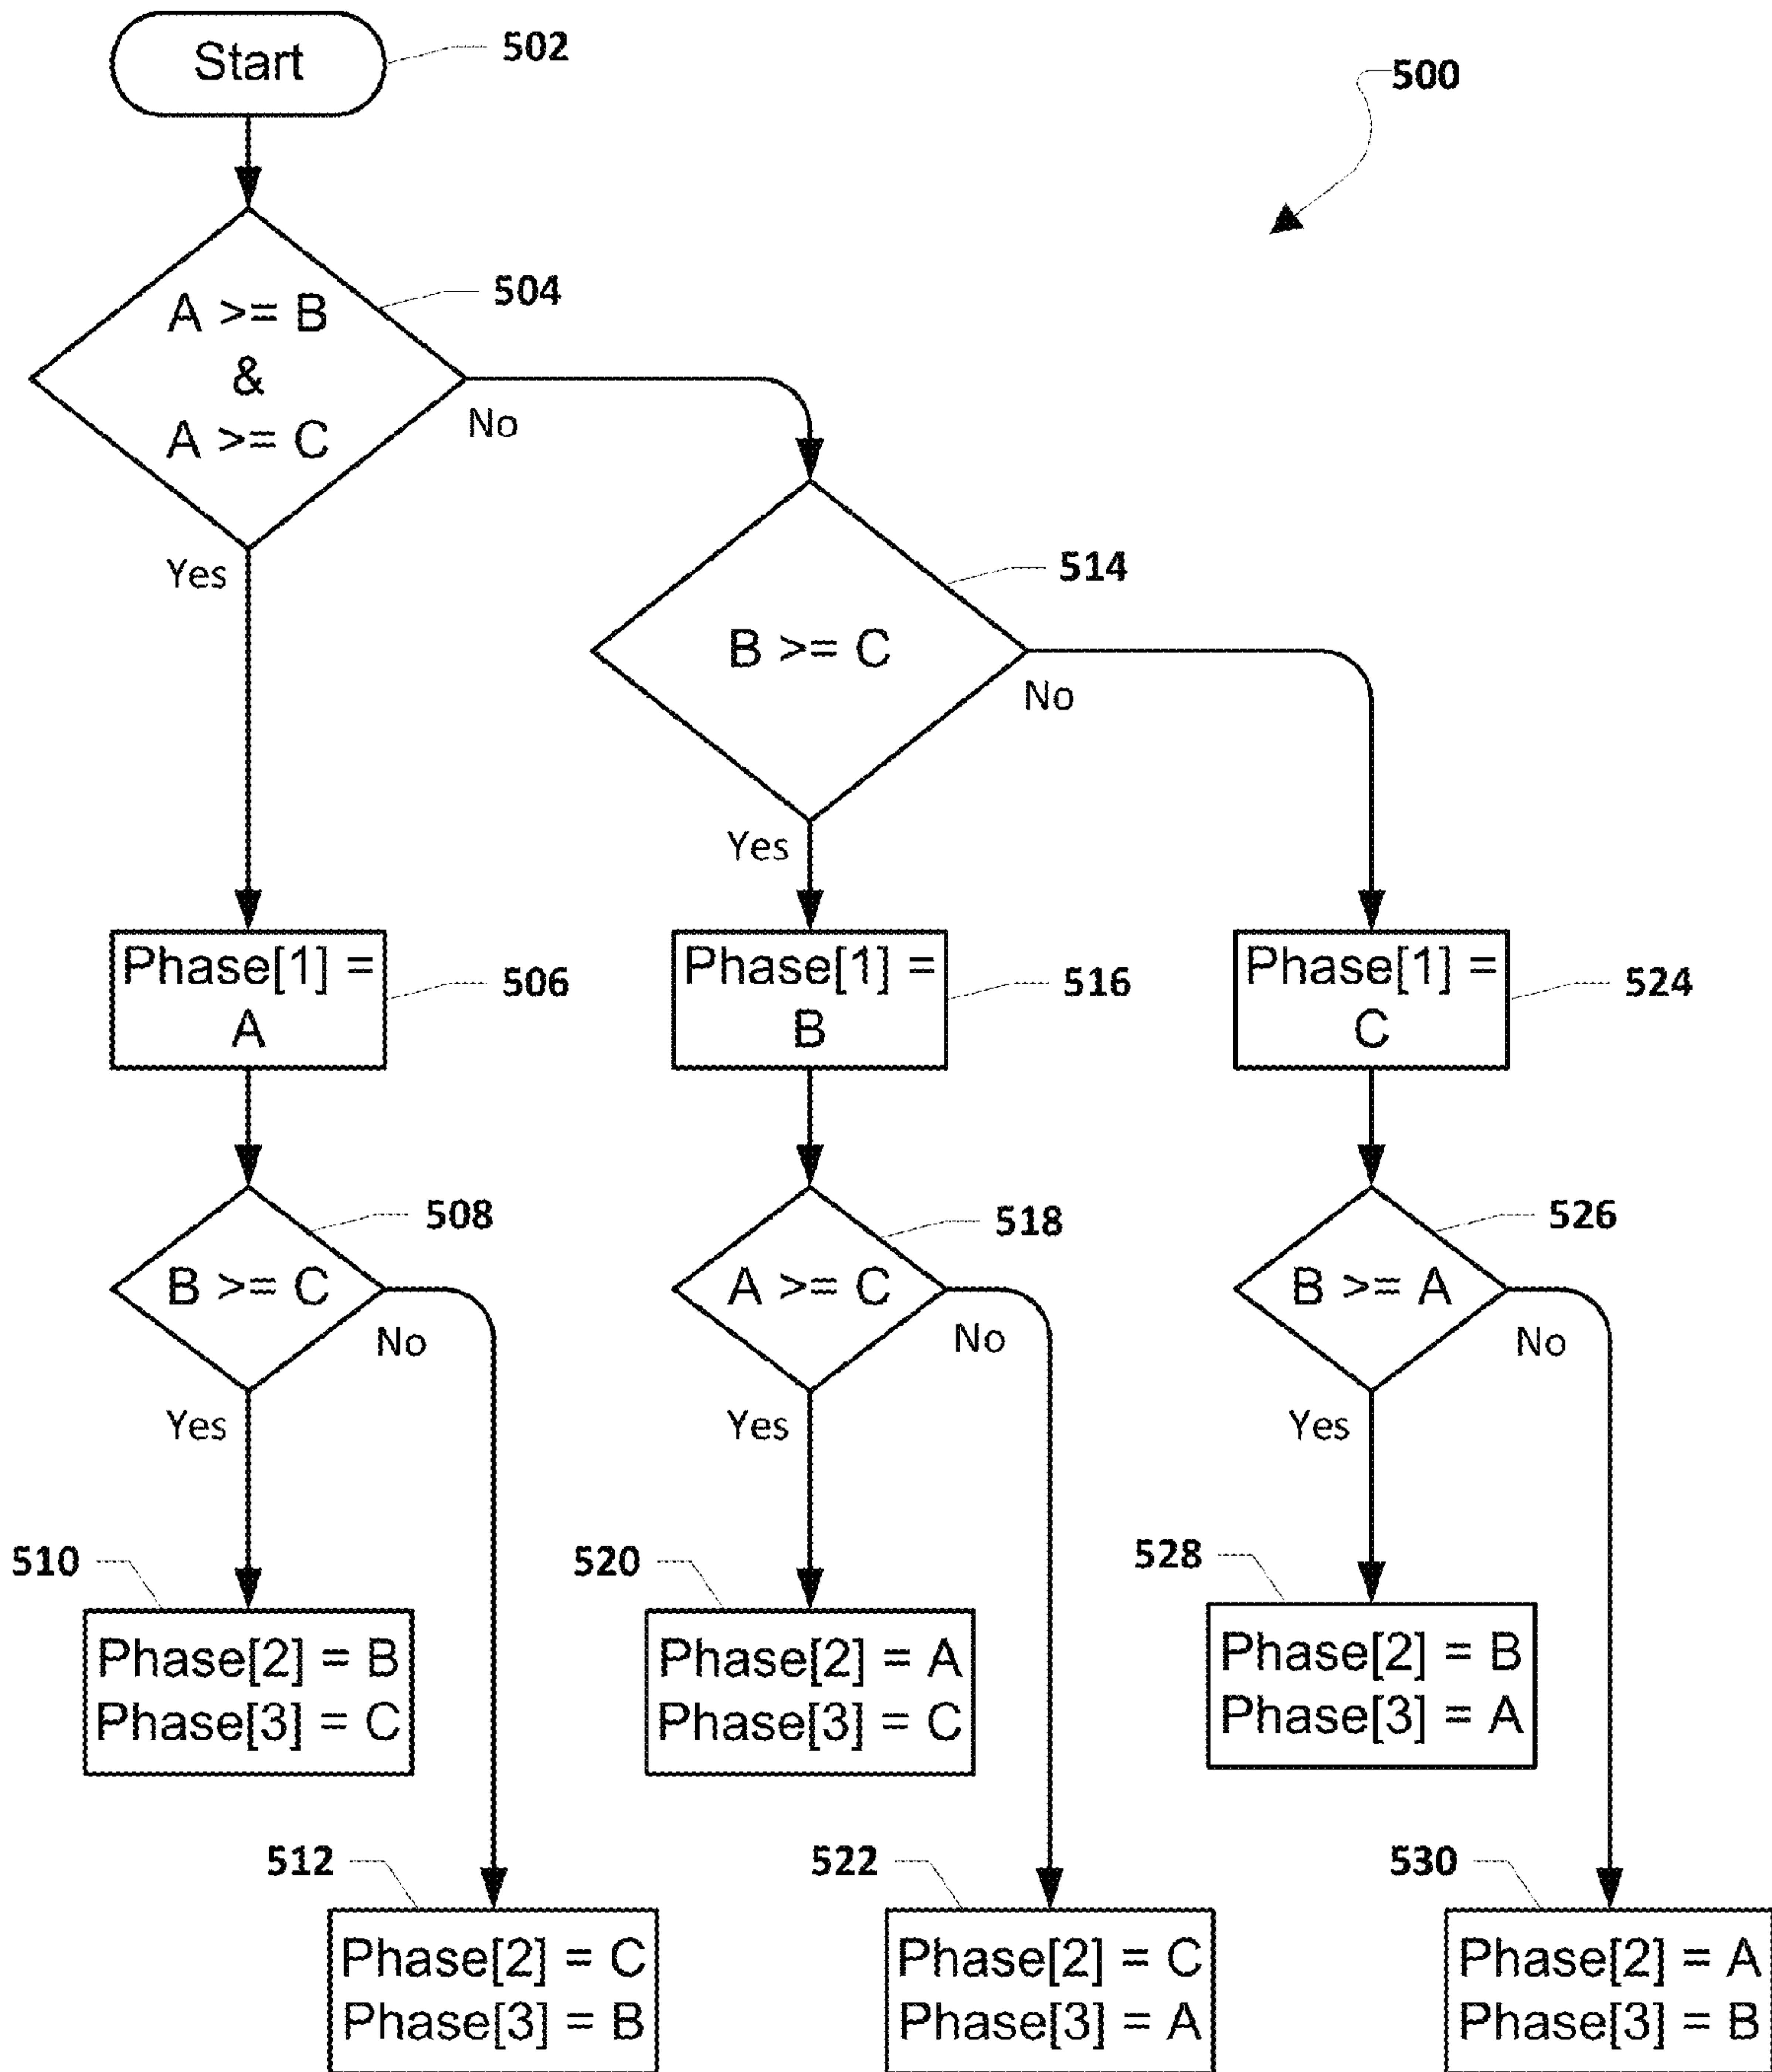 Start
502
500
A >= B
&
A >= C
504
No
Yes
B >= C
514
No
Yes
Phase[1] =
A
506
Phase[1] =
B
516
Phase[1] =
C
524
B >= C
508
No
Yes
A >= C
518
No
Yes
B >= A
526
No
Yes
510
Phase[2] = B
Phase[3] = C
520
Phase[2] = A
Phase[3] = C
528
Phase[2] = B
Phase[3] = A
512
Phase[2] = C
Phase[3] = B
522
Phase[2] = C
Phase[3] = A
530
Phase[2] = A
Phase[3] = B